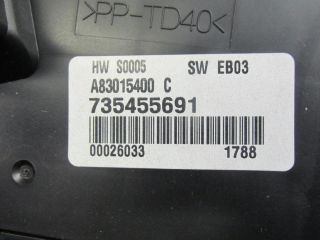 >PP-TD40<
HW S0005 SW EB03
A83015400 C
735455691
00026033 1788